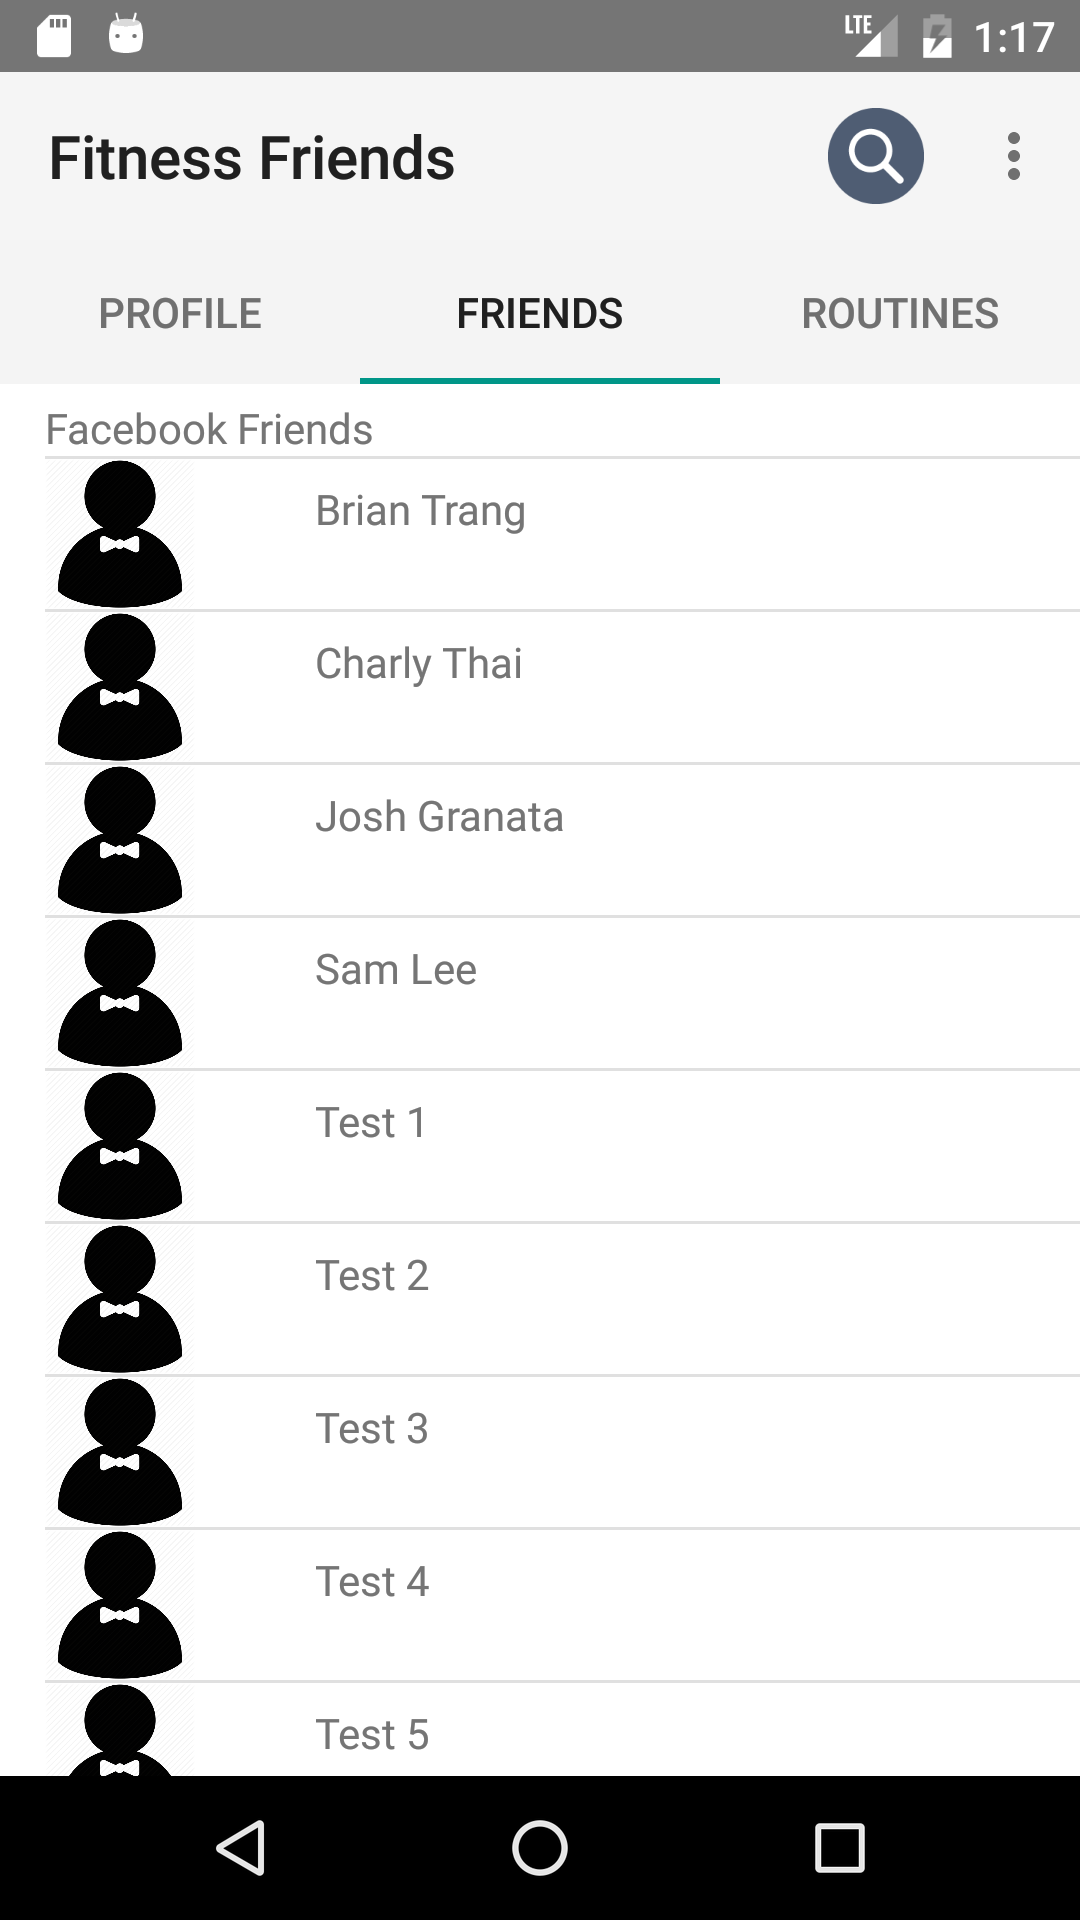 LTE 1:17
Fitness Friends
PROFILE FRIENDS ROUTINES
Facebook Friends
Brian Trang
Charly Thai
Josh Granata
Sam Lee
Test 1
Test 2
Test 3
Test 4
Test 5